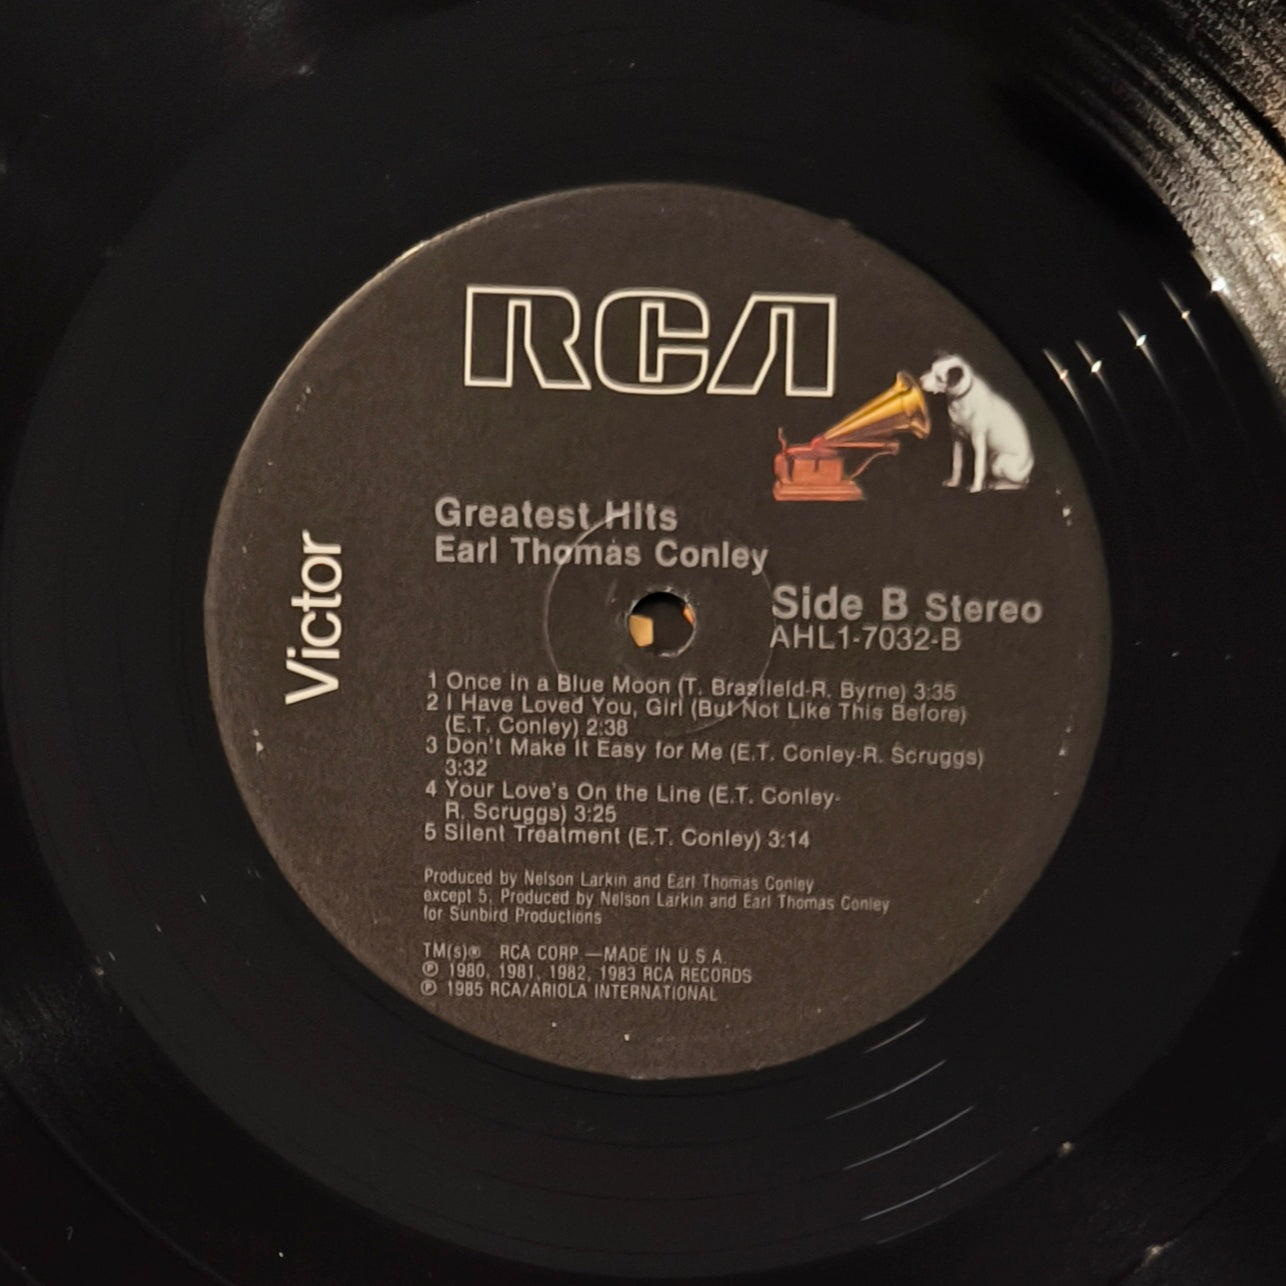 RCA
Victor
Greatest Hits
Earl Thomas Conley
Side B Stereo
AHL1-7032-B
1 Once in a Blue Moon (T. Brasfield-R. Byrne) 3:35
2 I Have Loved You, Girl (But Not Like This Before)
(E.T. Conley) 2:38
3 Don't Make It Easy for Me (E.T. Conley-R. Scruggs)
3:32
4 Your Love's On the Line (E.T. Conley-
R. Scruggs) 3:25
5 Silent Treatment (E.T. Conley) 3:14
Produced by Nelson Larkin and Earl Thomas Conley
except 5, Produced by Nelson Larkin and Earl Thomas Conley
for Sunbird Productions
TM(s)® RCA CORP.—MADE IN U.S.A.
℗ 1980, 1981, 1982, 1983 RCA RECORDS
℗ 1985 RCA/ARIOLA INTERNATIONAL